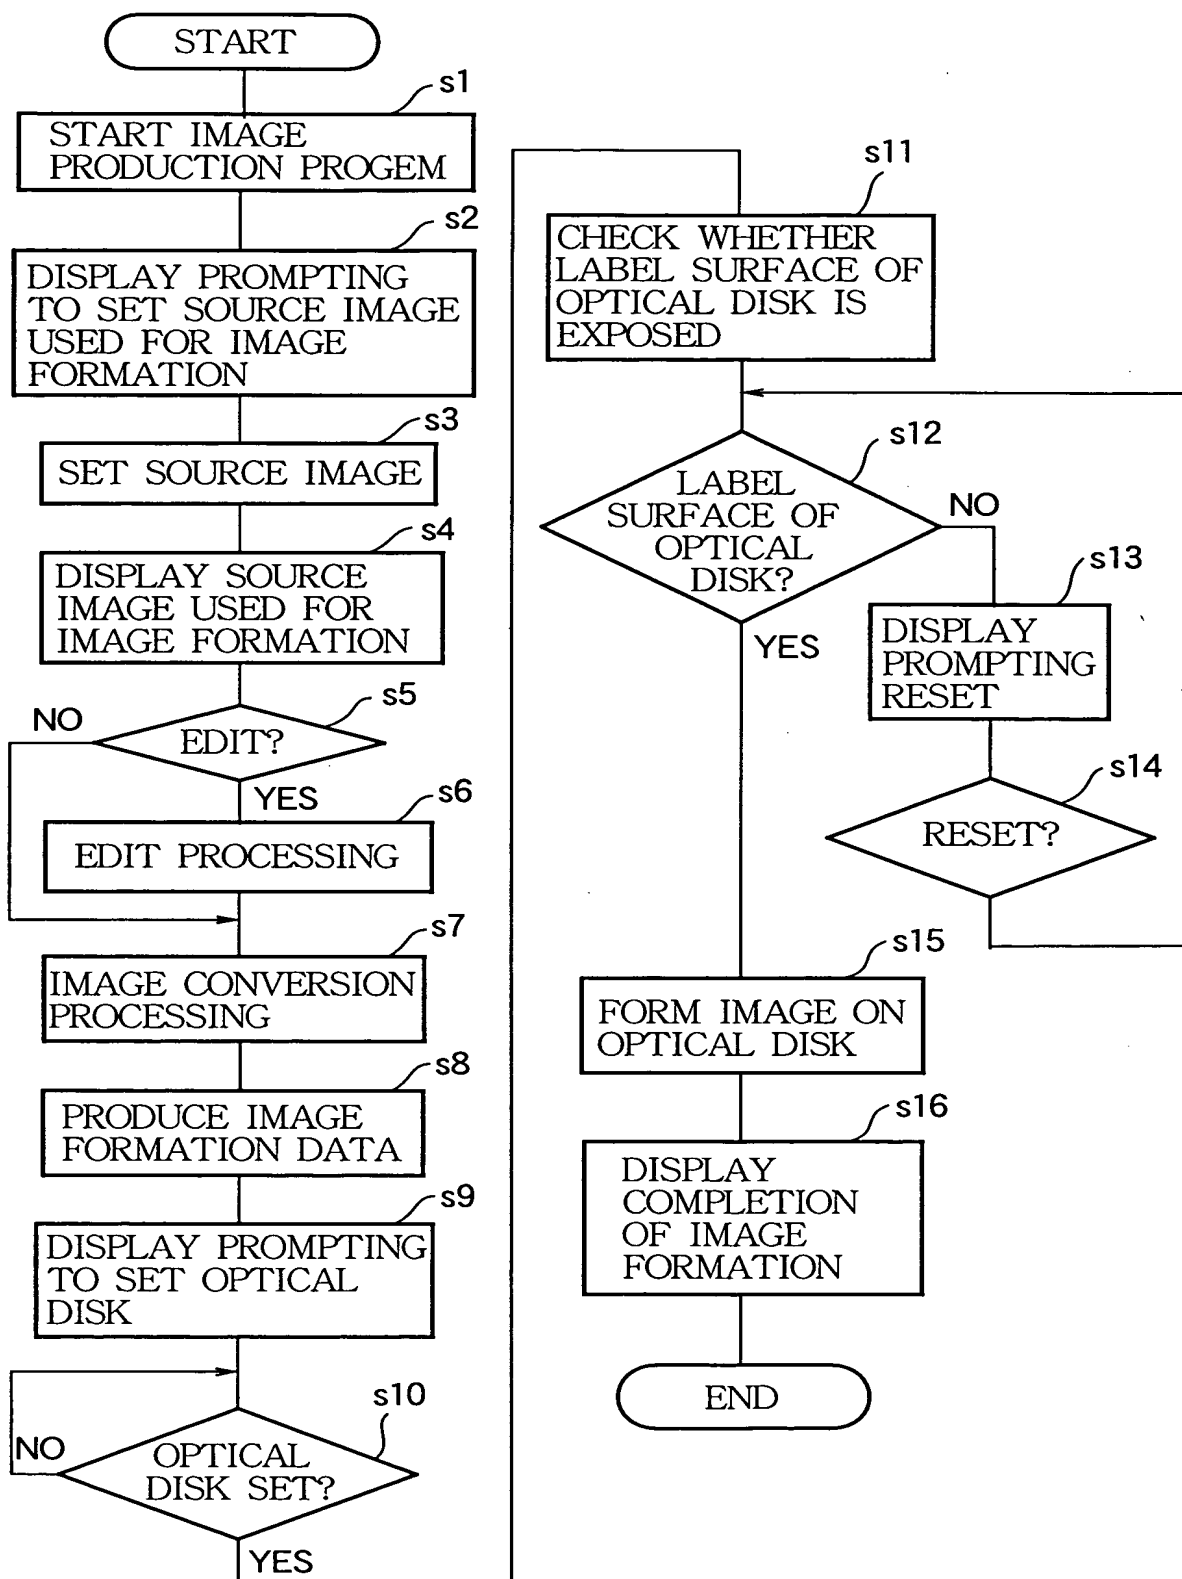 START
s1
START IMAGE
PRODUCTION PROGEM
s2
DISPLAY PROMPTING
TO SET SOURCE IMAGE
USED FOR IMAGE
FORMATION
s3
SET SOURCE IMAGE
s4
DISPLAY SOURCE
IMAGE USED FOR
IMAGE FORMATION
s5
NO
EDIT?
YES
s6
EDIT PROCESSING
s7
IMAGE CONVERSION
PROCESSING
s8
PRODUCE IMAGE
FORMATION DATA
s9
DISPLAY PROMPTING
TO SET OPTICAL
DISK
s10
NO
OPTICAL
DISK SET?
YES
s11
CHECK WHETHER
LABEL SURFACE OF
OPTICAL DISK IS
EXPOSED
s12
LABEL
SURFACE OF
OPTICAL
DISK?
NO
YES
s13
DISPLAY
PROMPTING
RESET
s14
RESET?
s15
FORM IMAGE ON
OPTICAL DISK
s16
DISPLAY
COMPLETION
OF IMAGE
FORMATION
END